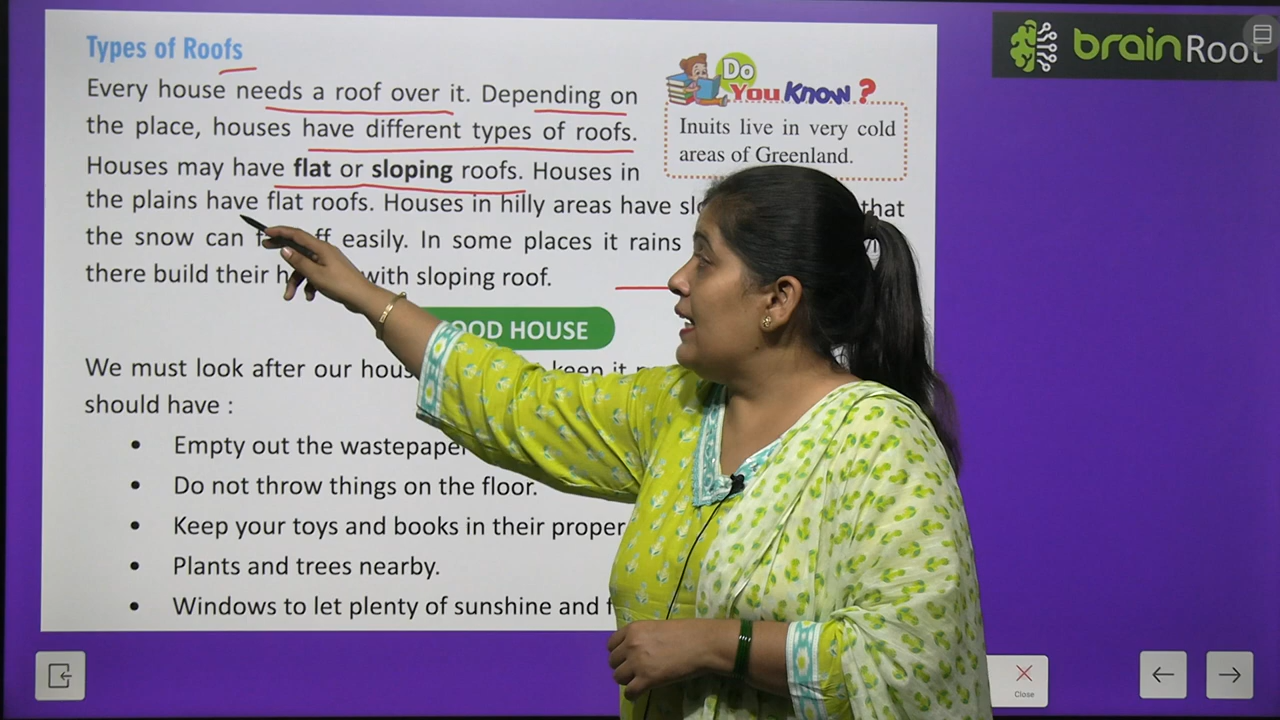 Types of Roofs
Every house needs a roof over it. Depending on
the place, houses have different types of roofs.
Houses may have flat or sloping roofs. Houses in
the plains have flat roofs. Houses in hilly areas have that
the snow can easily. In some places it rains
there build their with sloping roof.
Do
You Know ?
Inuits live in very cold
areas of Greenland.
HOUSE
We must look after our keep it
should have :
• Empty out the
• Do not throw things on the floor.
• Keep your toys and books in their proper
• Plants and trees nearby.
• Windows to let plenty of sunshine and
brainRoot
Close